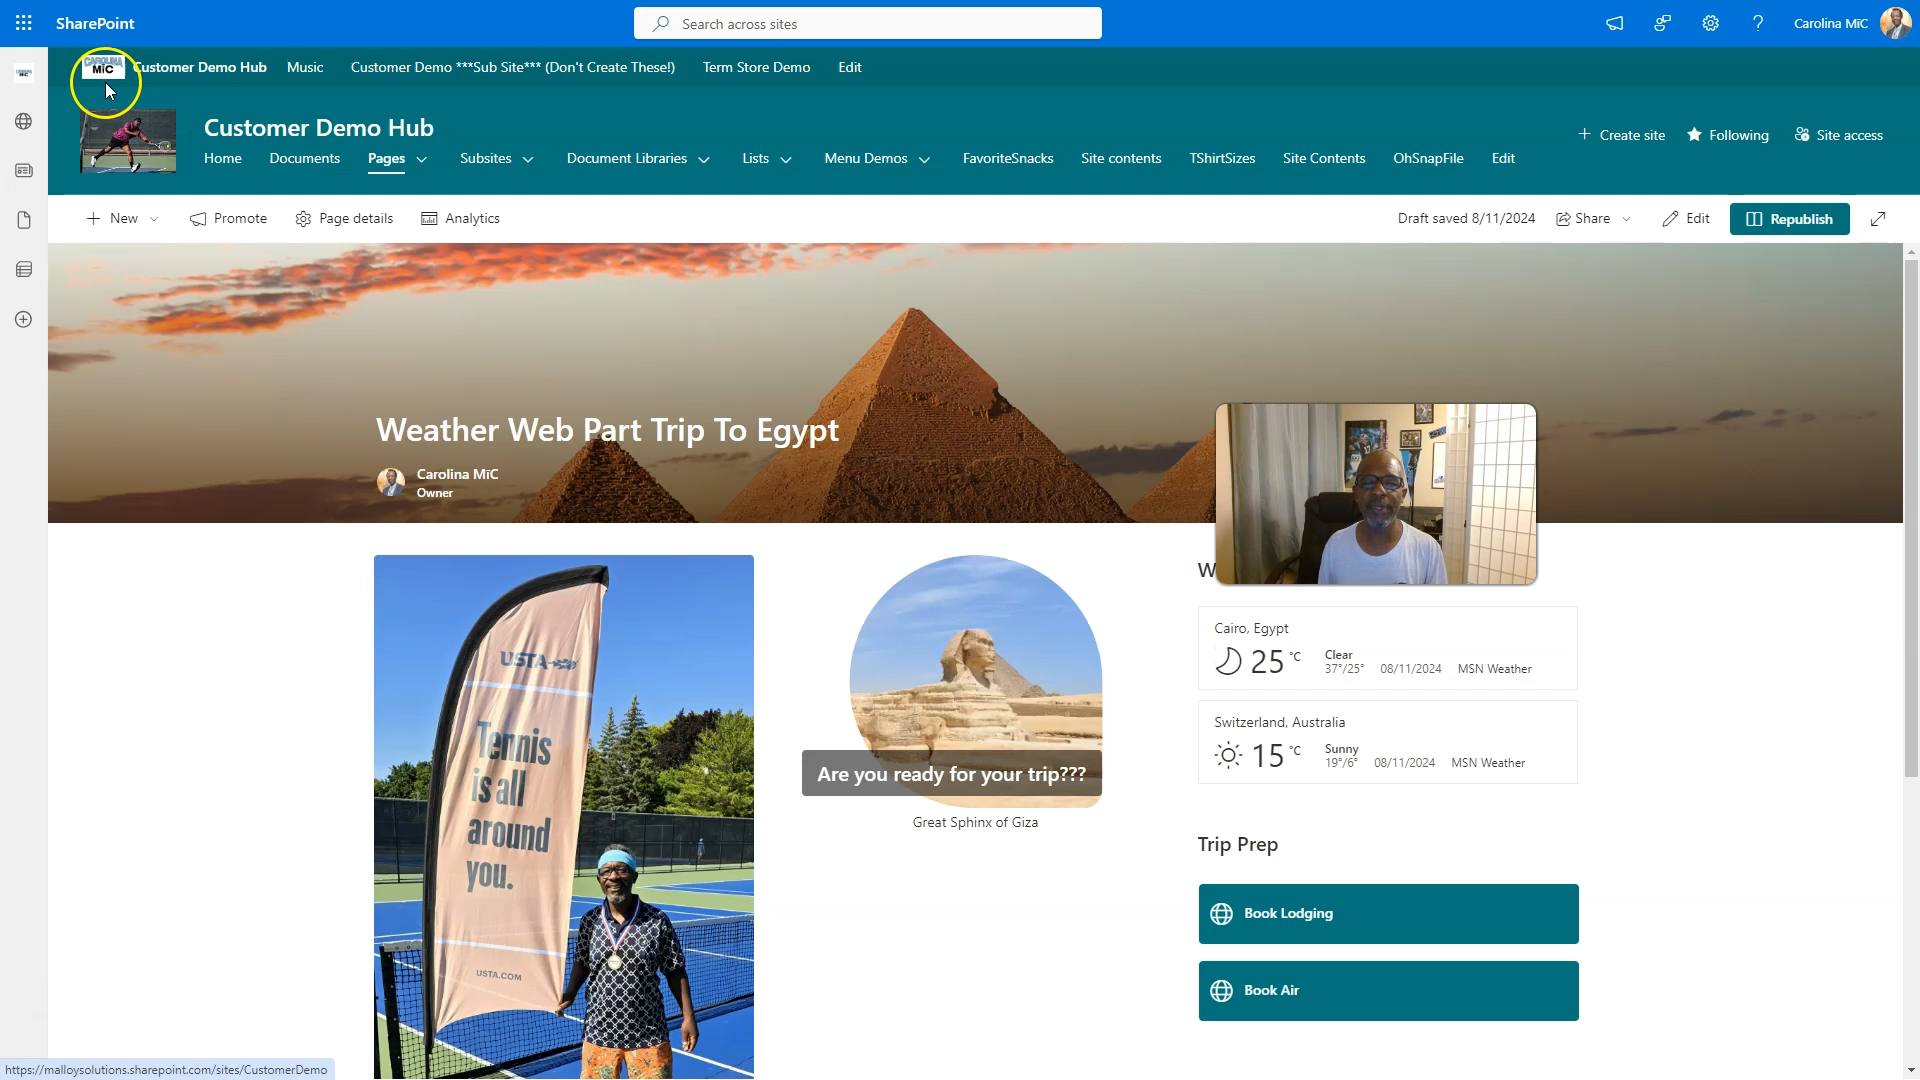 SharePoint
Search across sites
Carolina MiC
CAROLINA
MiC
Customer Demo Hub
Music
Customer Demo ***Sub Site*** (Don't Create These!)
Term Store Demo
Edit
Customer Demo Hub
Create site
Following
Site access
Home
Documents
Pages
Subsites
Document Libraries
Lists
Menu Demos
FavoriteSnacks
Site contents
TShirtSizes
Site Contents
OhSnapFile
Edit
New
Promote
Page details
Analytics
Draft saved 8/11/2024
Share
Edit
Republish
Weather Web Part Trip To Egypt
Carolina MiC
Owner
USTA
Tennis
is all
around
you.
USTA.COM
Are you ready for your trip???
Great Sphinx of Giza
W
Cairo, Egypt
25 °C
Clear
37°/25°
08/11/2024
MSN Weather
Switzerland, Australia
15 °C
Sunny
19°/6°
08/11/2024
MSN Weather
Trip Prep
Book Lodging
Book Air
https://malloysolutions.sharepoint.com/sites/CustomerDemo